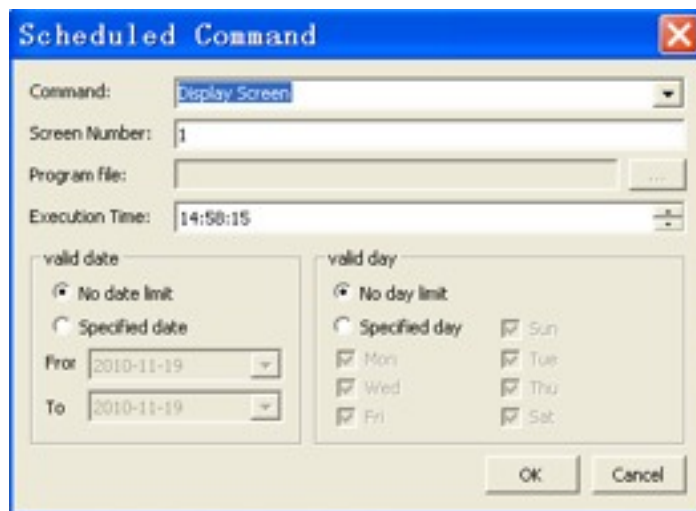 Scheduled Command
Command: Display Screen
Screen Number: 1
Program file: ...
Execution Time: 14:58:15
valid date
No date limit
Specified date
Fror 2010-11-19
To 2010-11-19
valid day
No day limit
Specified day Sun
Mon Tue
Wed Thu
Fri Sat
OK Cancel